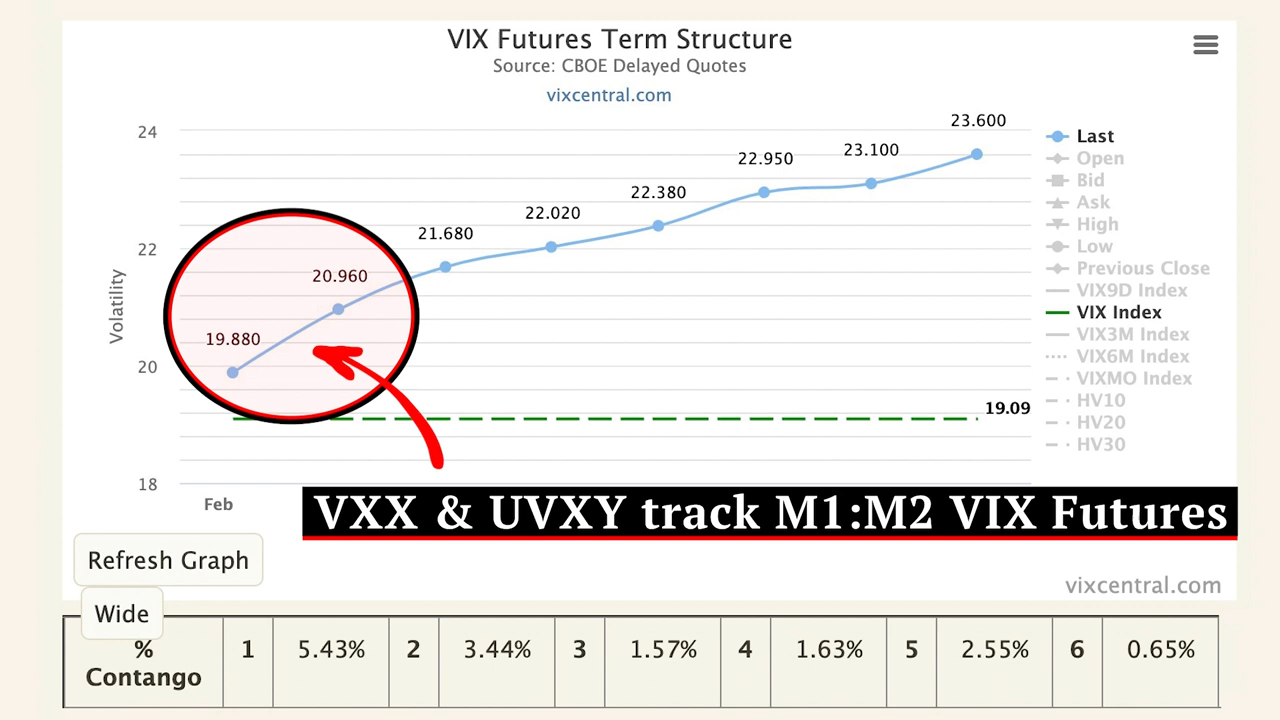 VIX Futures Term Structure
Source: CBOE Delayed Quotes
vixcentral.com
24
22
20
18
Volatility
19.880
20.960
21.680
22.020
22.380
22.950
23.100
23.600
19.09
Feb
Last
Open
Bid
Ask
High
Low
Previous Close
VIX9D Index
VIX Index
VIX3M Index
VIX6M Index
VIXMO Index
HV10
HV20
HV30
VXX & UVXY track M1:M2 VIX Futures
Refresh Graph
Wide
vixcentral.com
% Contango 1 5.43% 2 3.44% 3 1.57% 4 1.63% 5 2.55% 6 0.65%